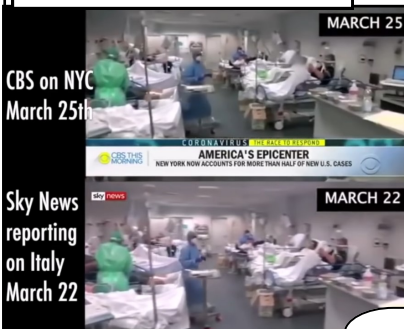 MARCH 25
CBS on NYC
March 25th
CORONAVIRUS THE RACE TO RESPOND
CBS THIS
MORNING
AMERICA'S EPICENTER
NEW YORK NOW ACCOUNTS FOR MORE THAN HALF OF NEW U.S. CASES
sky news
MARCH 22
Sky News
reporting
on Italy
March 22